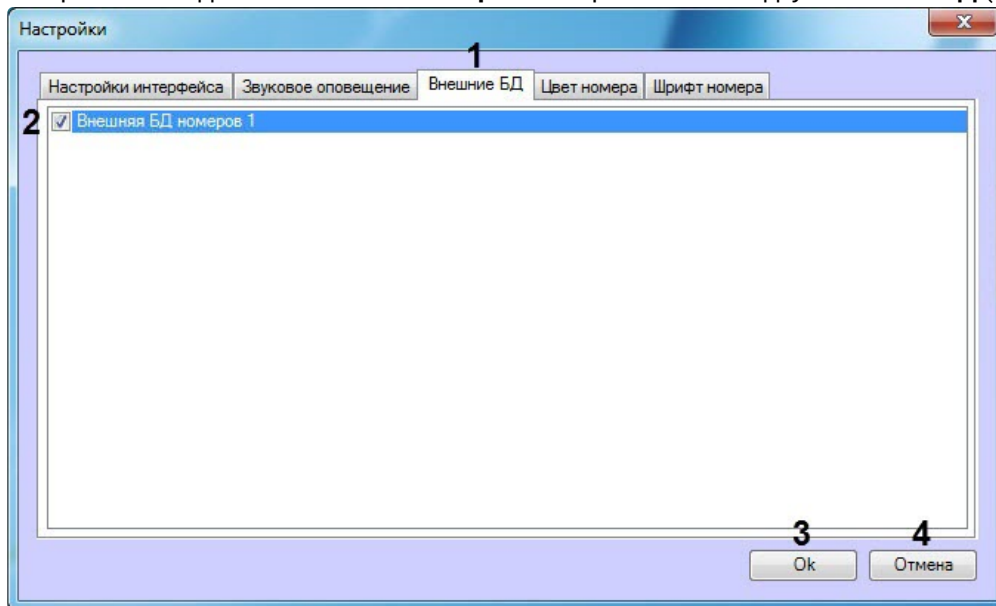 Настройки
1
Настройки интерфейса Звуковое оповещение Внешние БД Цвет номера Шрифт номера
2 Внешняя БД номеров 1
3 4
Ok Отмена